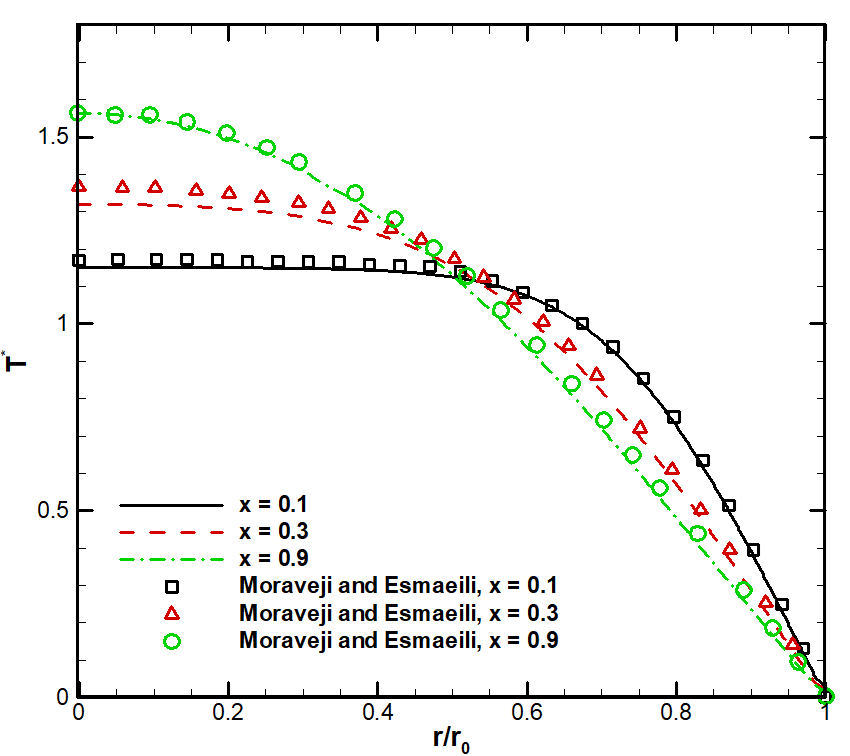 1.5
1
0.5
0
T*
x = 0.1
x = 0.3
x = 0.9
Moraveji and Esmaeili, x = 0.1
Moraveji and Esmaeili, x = 0.3
Moraveji and Esmaeili, x = 0.9
0 0.2 0.4 0.6 0.8 1
r/r₀